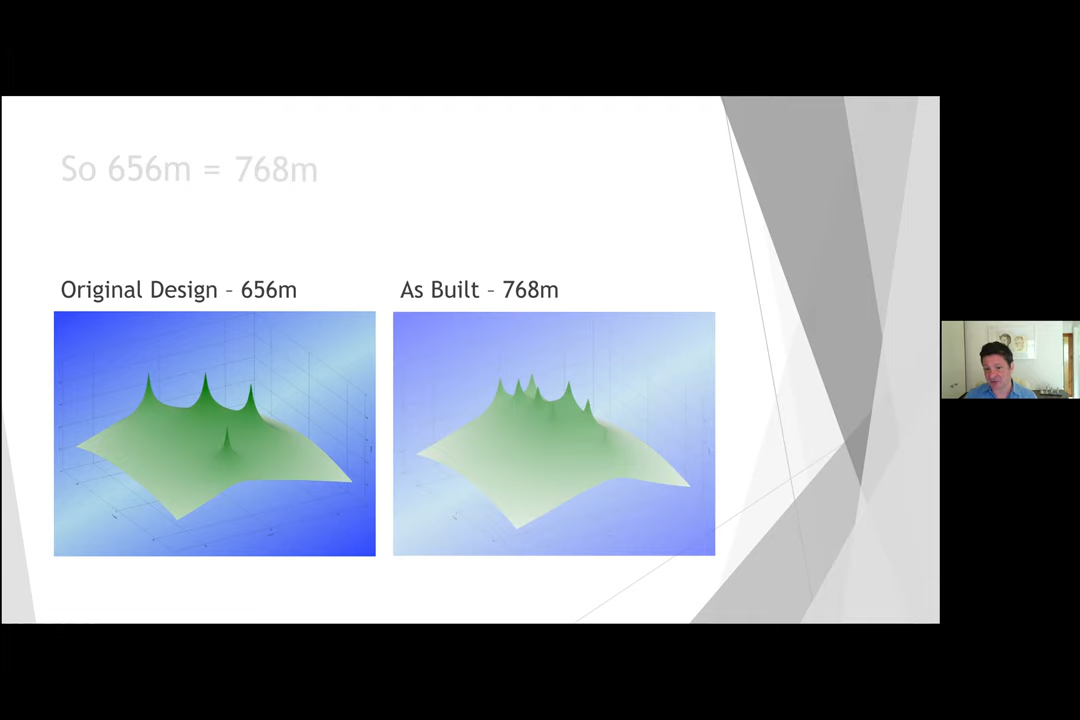 So 656m = 768m
Original Design – 656m
As Built – 768m